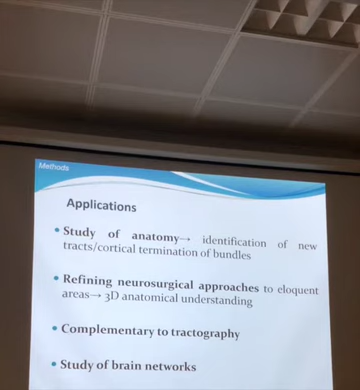 Methods
Applications
• Study of anatomy→ identification of new
tracts/cortical termination of bundles
• Refining neurosurgical approaches to eloquent
areas→ 3D anatomical understanding
• Complementary to tractography
• Study of brain networks